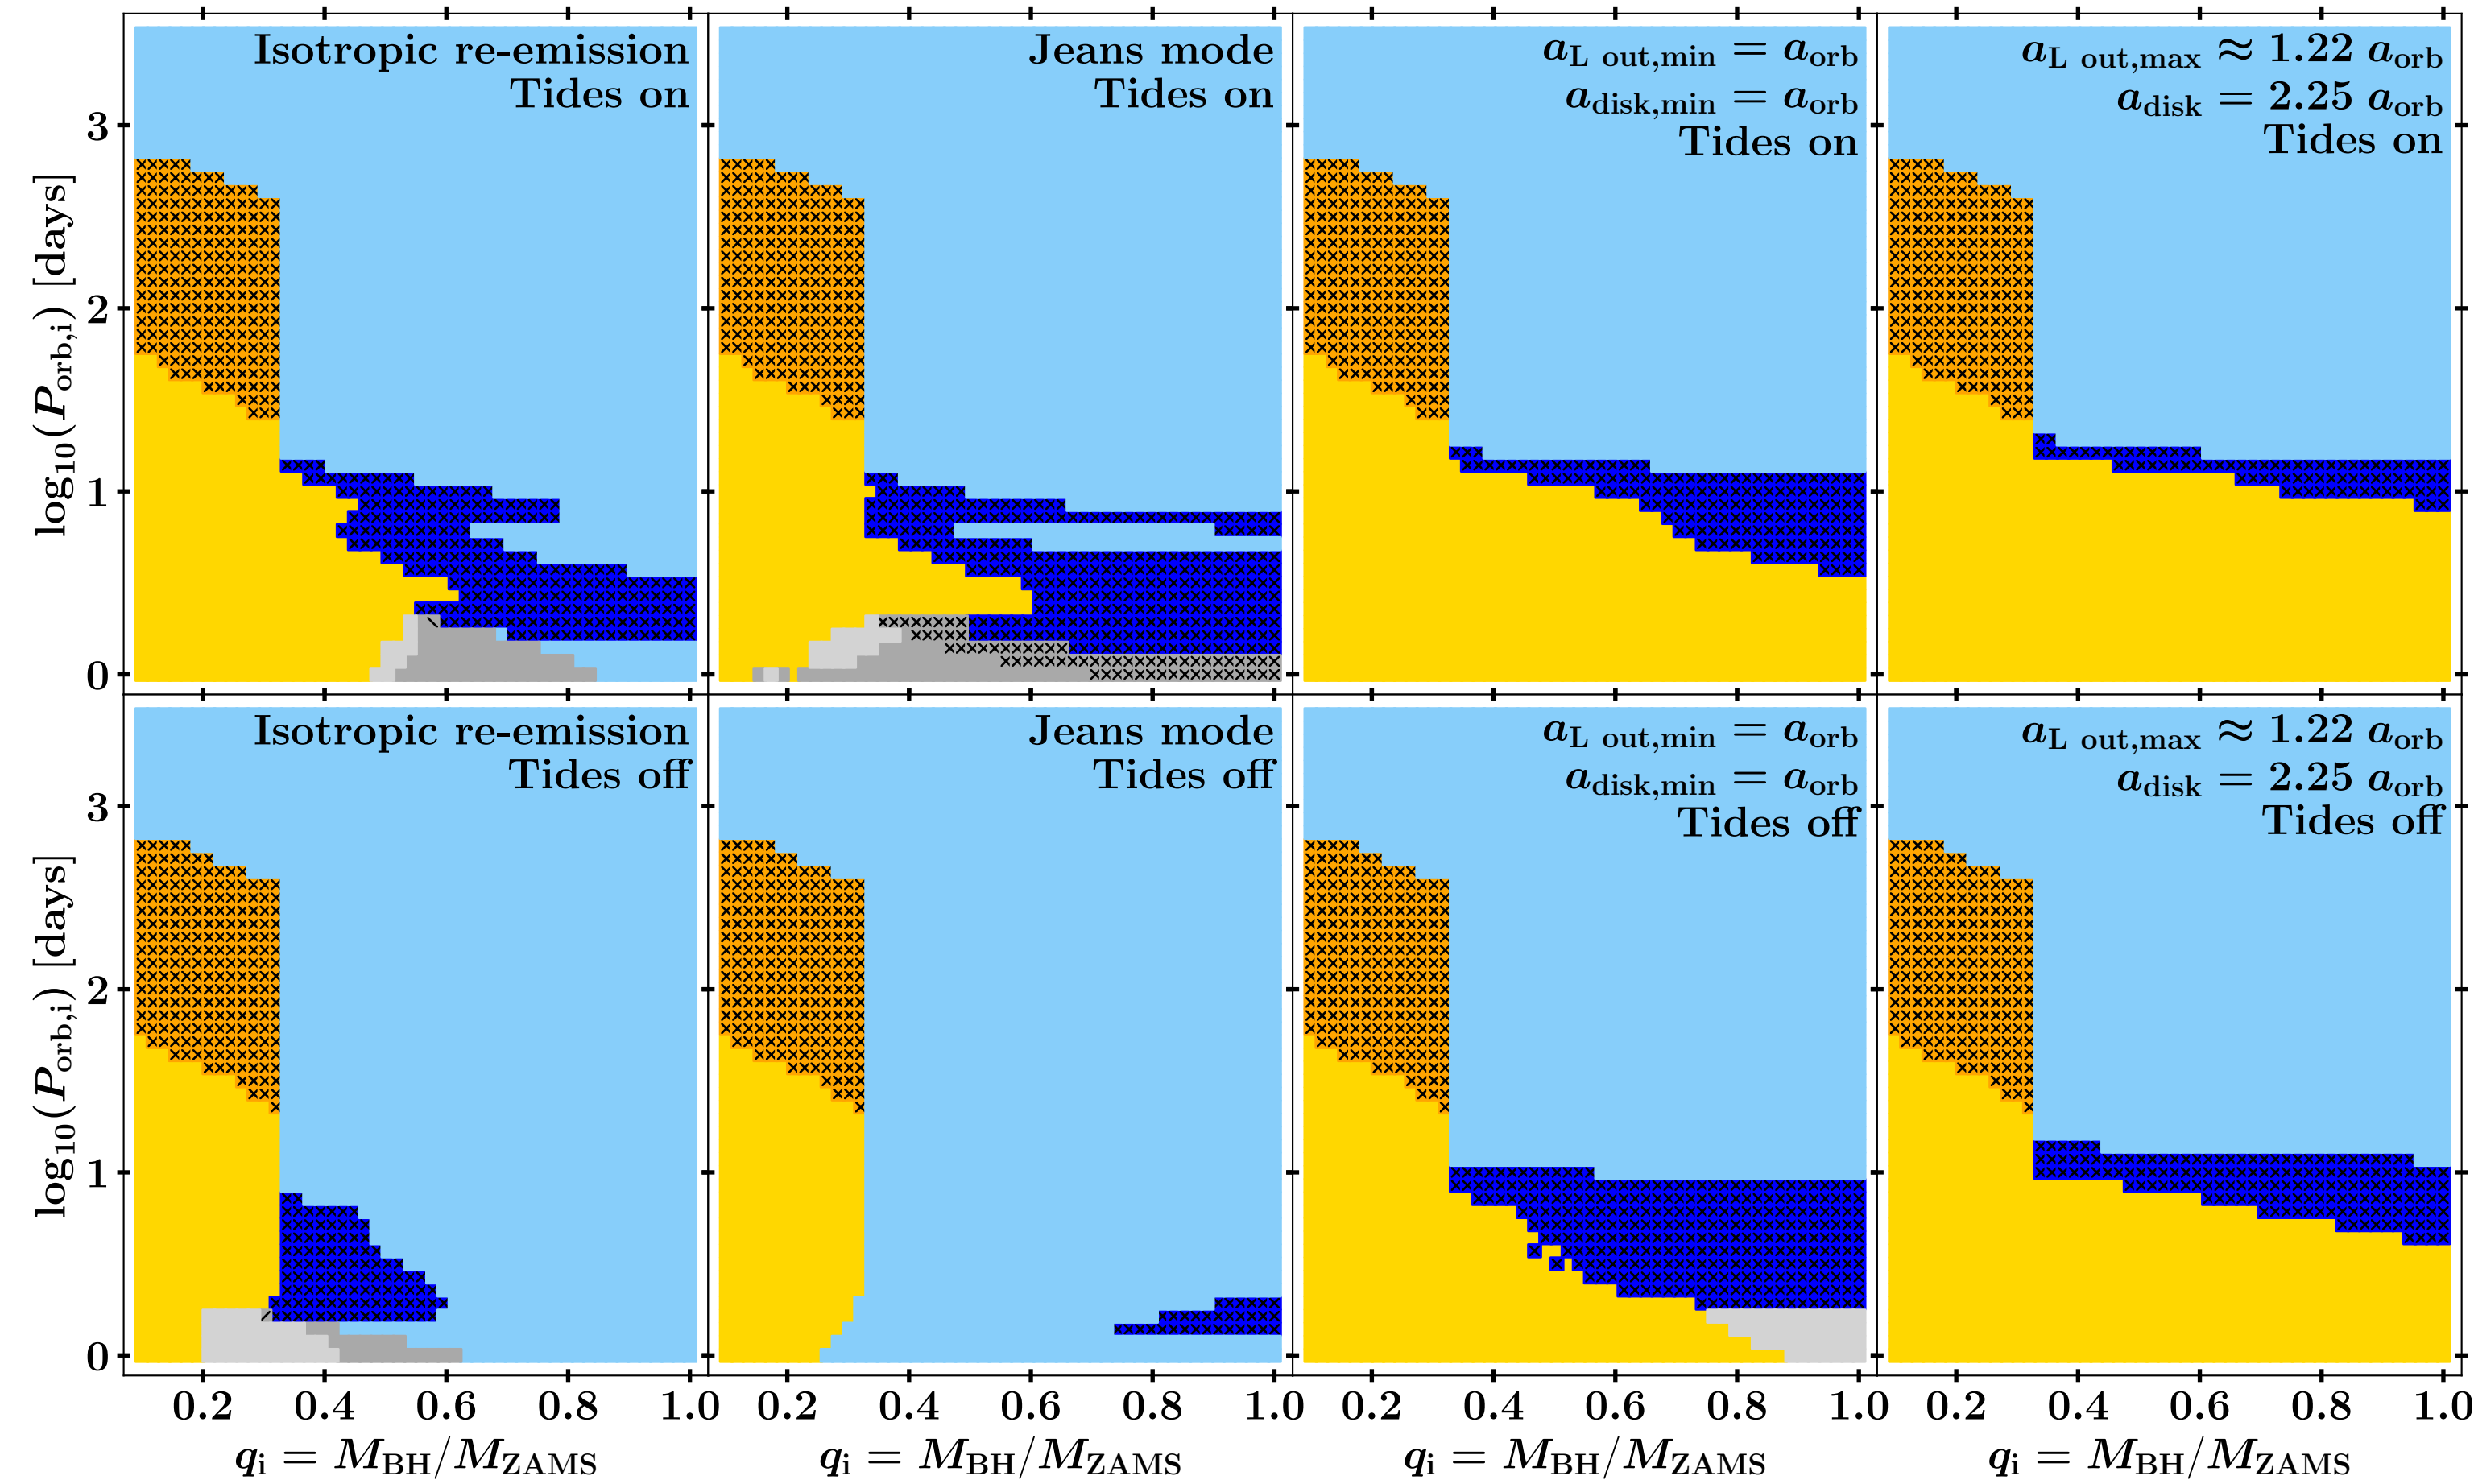 Isotropic re-emission
Tides on
Jeans mode
Tides on
a_L out,min = a_orb
a_disk,min = a_orb
Tides on
a_L out,max ≈ 1.22 a_orb
a_disk = 2.25 a_orb
Tides on
log10(P_orb,i) [days]
3
2
1
0
Isotropic re-emission
Tides off
Jeans mode
Tides off
a_L out,min = a_orb
a_disk,min = a_orb
Tides off
a_L out,max ≈ 1.22 a_orb
a_disk = 2.25 a_orb
Tides off
log10(P_orb,i) [days]
3
2
1
0
0.2 0.4 0.6 0.8 1.0 0.2 0.4 0.6 0.8 1.0 0.2 0.4 0.6 0.8 1.0 0.2 0.4 0.6 0.8 1.0
q_i = M_BH/M_ZAMS q_i = M_BH/M_ZAMS q_i = M_BH/M_ZAMS q_i = M_BH/M_ZAMS